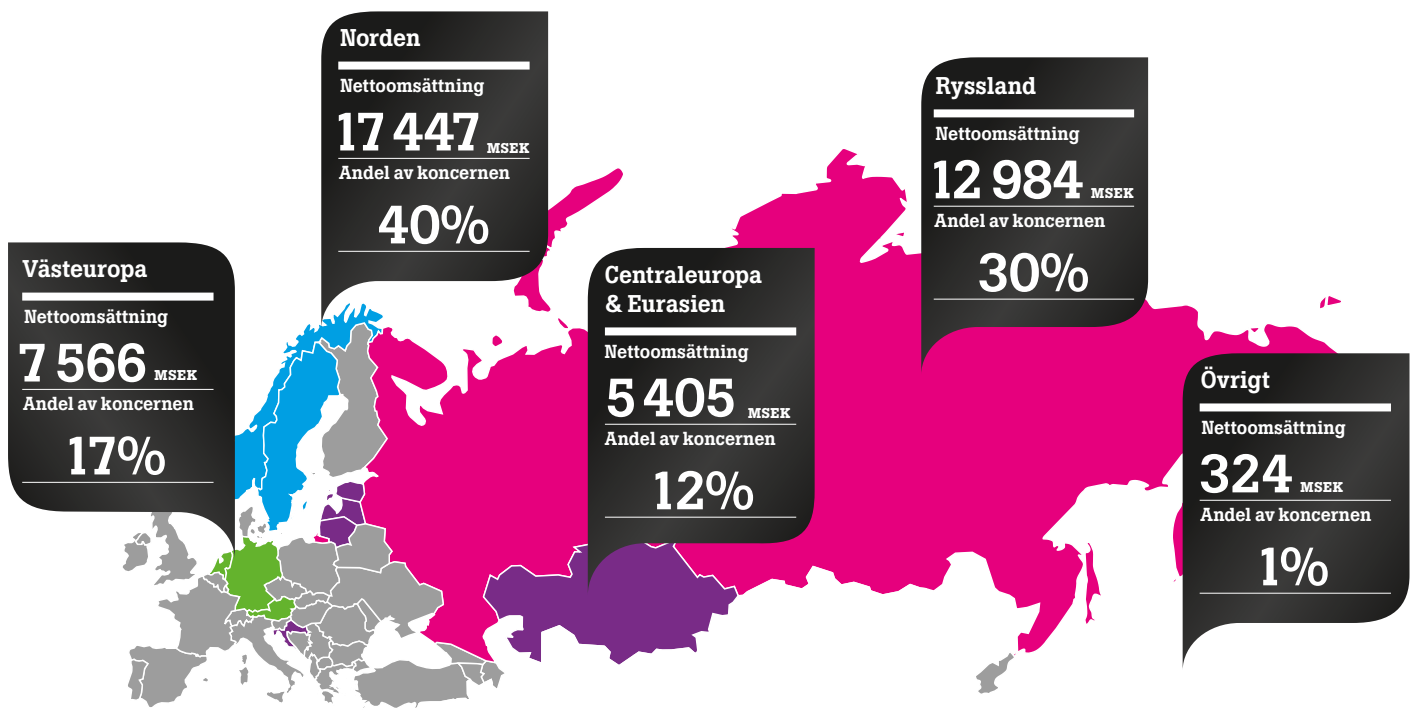 Norden
Nettoomsättning
17 447 MSEK
Andel av koncernen
40%
Ryssland
Nettoomsättning
12 984 MSEK
Andel av koncernen
30%
Västeuropa
Nettoomsättning
7 566 MSEK
Andel av koncernen
17%
Centraleuropa
& Eurasien
Nettoomsättning
5 405 MSEK
Andel av koncernen
12%
Övrigt
Nettoomsättning
324 MSEK
Andel av koncernen
1%